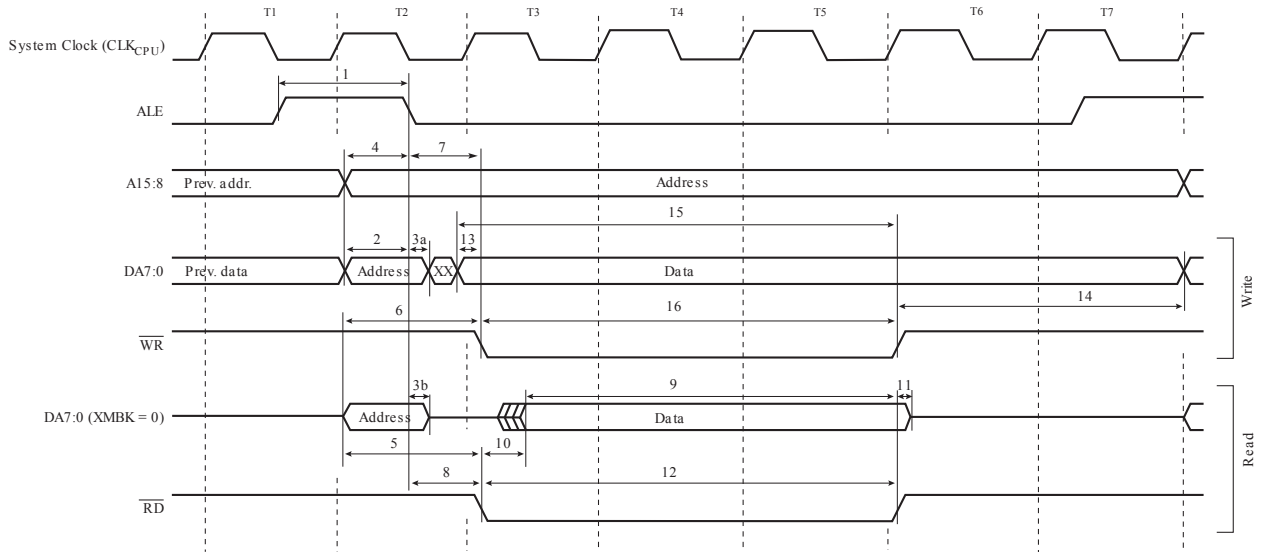 T1 T2 T3 T4 T5 T6 T7
System Clock (CLKCPU)
1
ALE
4 7
A15:8 Prev. addr. Address
15
2 3a 13
DA7:0 Prev. data Address XX Data
14
6 16
WR
Write
3b 9 11
DA7:0 (XMBK = 0) Address Data
5 10
8 12
RD
Read